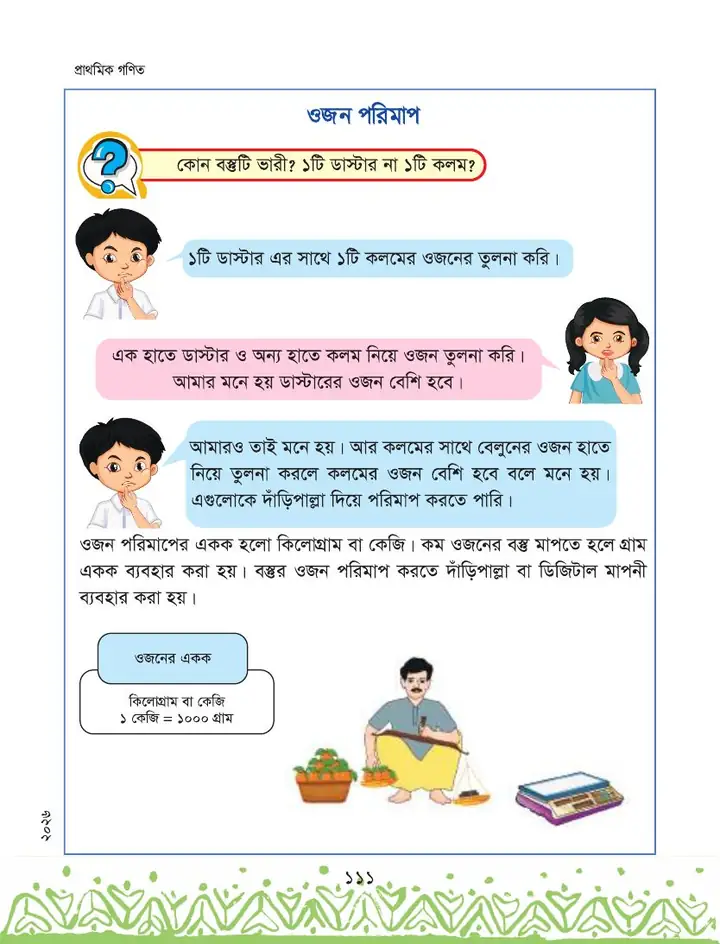 প্রাথমিক গণিত
ওজন পরিমাপ
কোন বস্তুটি ভারী? ১টি ডাস্টার না ১টি কলম?
১টি ডাস্টার এর সাথে ১টি কলমের ওজনের তুলনা করি।
এক হাতে ডাস্টার ও অন্য হাতে কলম নিয়ে ওজন তুলনা করি।
আমার মনে হয় ডাস্টারের ওজন বেশি হবে।
আমারও তাই মনে হয়। আর কলমের সাথে বেলুনের ওজন হাতে
নিয়ে তুলনা করলে কলমের ওজন বেশি হবে বলে মনে হয়।
এগুলোকে দাঁড়িপাল্লা দিয়ে পরিমাপ করতে পারি।
ওজন পরিমাপের একক হলো কিলোগ্রাম বা কেজি। কম ওজনের বস্তু মাপতে হলে গ্রাম
একক ব্যবহার করা হয়। বস্তুর ওজন পরিমাপ করতে দাঁড়িপাল্লা বা ডিজিটাল মাপনী
ব্যবহার করা হয়।
ওজনের একক
কিলোগ্রাম বা কেজি
১ কেজি = ১০০০ গ্রাম
২০২৬
১১১